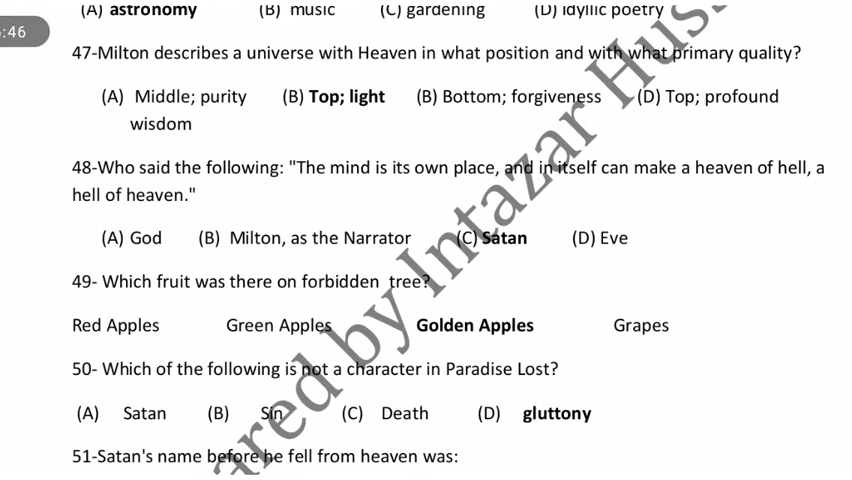 (A) astronomy (B) music (C) gardening (D) idyllic poetry
:46
47-Milton describes a universe with Heaven in what position and with what primary quality?
(A) Middle; purity (B) Top; light (B) Bottom; forgiveness (D) Top; profound
wisdom
48-Who said the following: "The mind is its own place, and in itself can make a heaven of hell, a
hell of heaven."
(A) God (B) Milton, as the Narrator (C) Satan (D) Eve
49- Which fruit was there on forbidden tree?
Red Apples Green Apples Golden Apples Grapes
50- Which of the following is not a character in Paradise Lost?
(A) Satan (B) Sin (C) Death (D) gluttony
51-Satan's name before he fell from heaven was:
ared by Intazar Hus